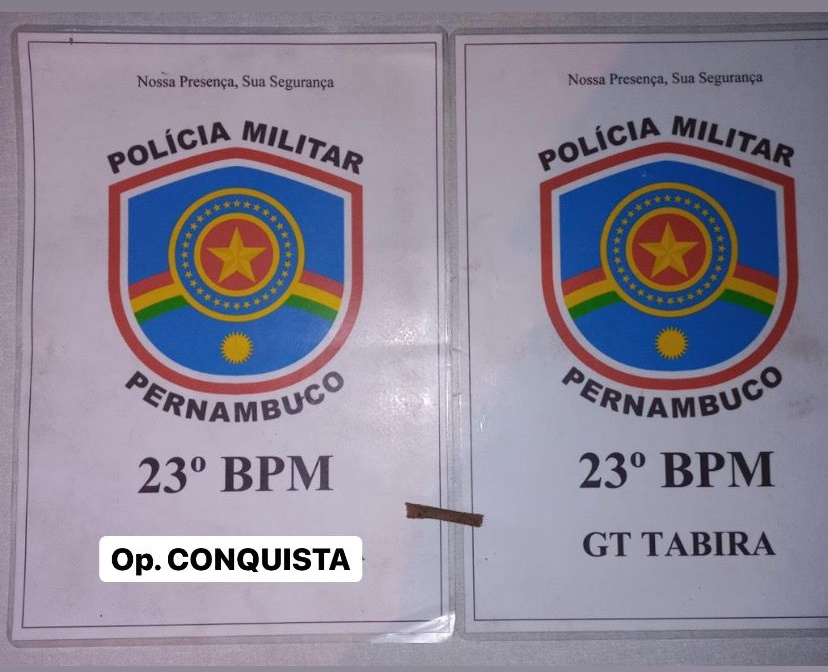 Nossa Presença, Sua Segurança
POLÍCIA MILITAR
PERNAMBUCO
23º BPM
Op. CONQUISTA
Nossa Presença, Sua Segurança
POLÍCIA MILITAR
PERNAMBUCO
23º BPM
GT TABIRA